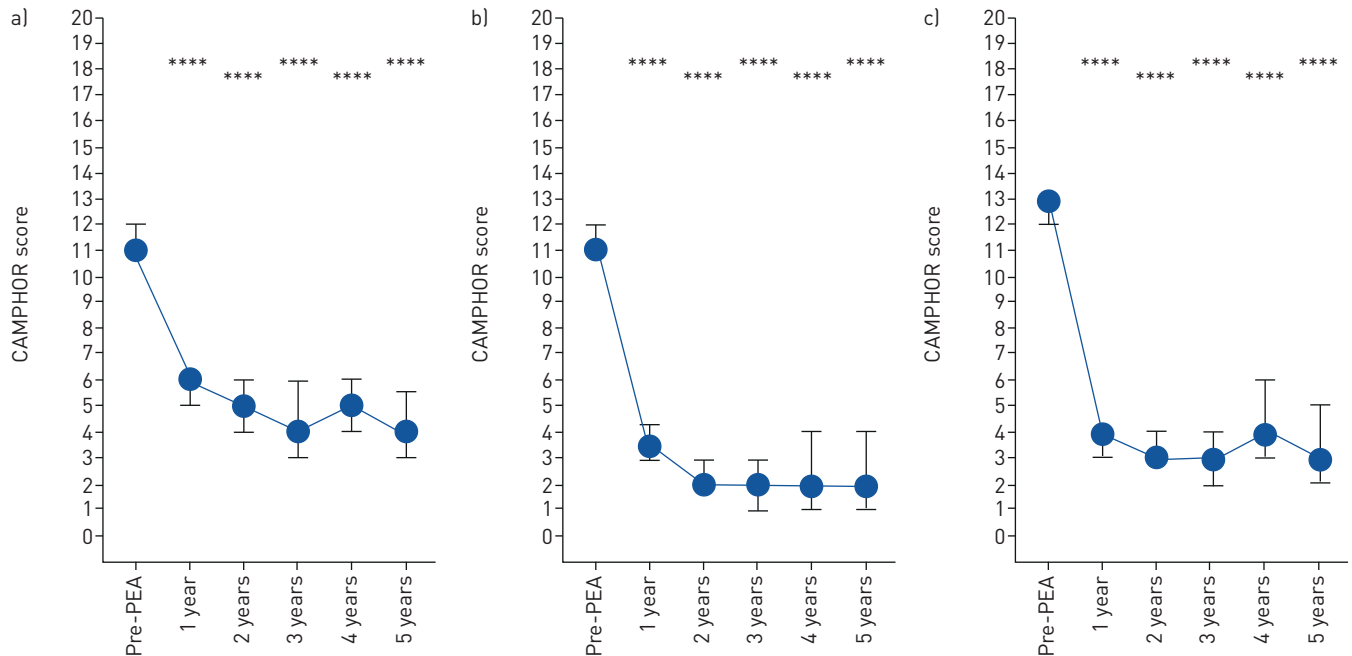 a)
CAMPHOR score
20
19
18
17
16
15
14
13
12
11
10
9
8
7
6
5
4
3
2
1
0
**** **** **** **** ****
Pre-PEA
1 year
2 years
3 years
4 years
5 years
b)
CAMPHOR score
20
19
18
17
16
15
14
13
12
11
10
9
8
7
6
5
4
3
2
1
0
**** **** **** **** ****
Pre-PEA
1 year
2 years
3 years
4 years
5 years
c)
CAMPHOR score
20
19
18
17
16
15
14
13
12
11
10
9
8
7
6
5
4
3
2
1
0
**** **** **** **** ****
Pre-PEA
1 year
2 years
3 years
4 years
5 years